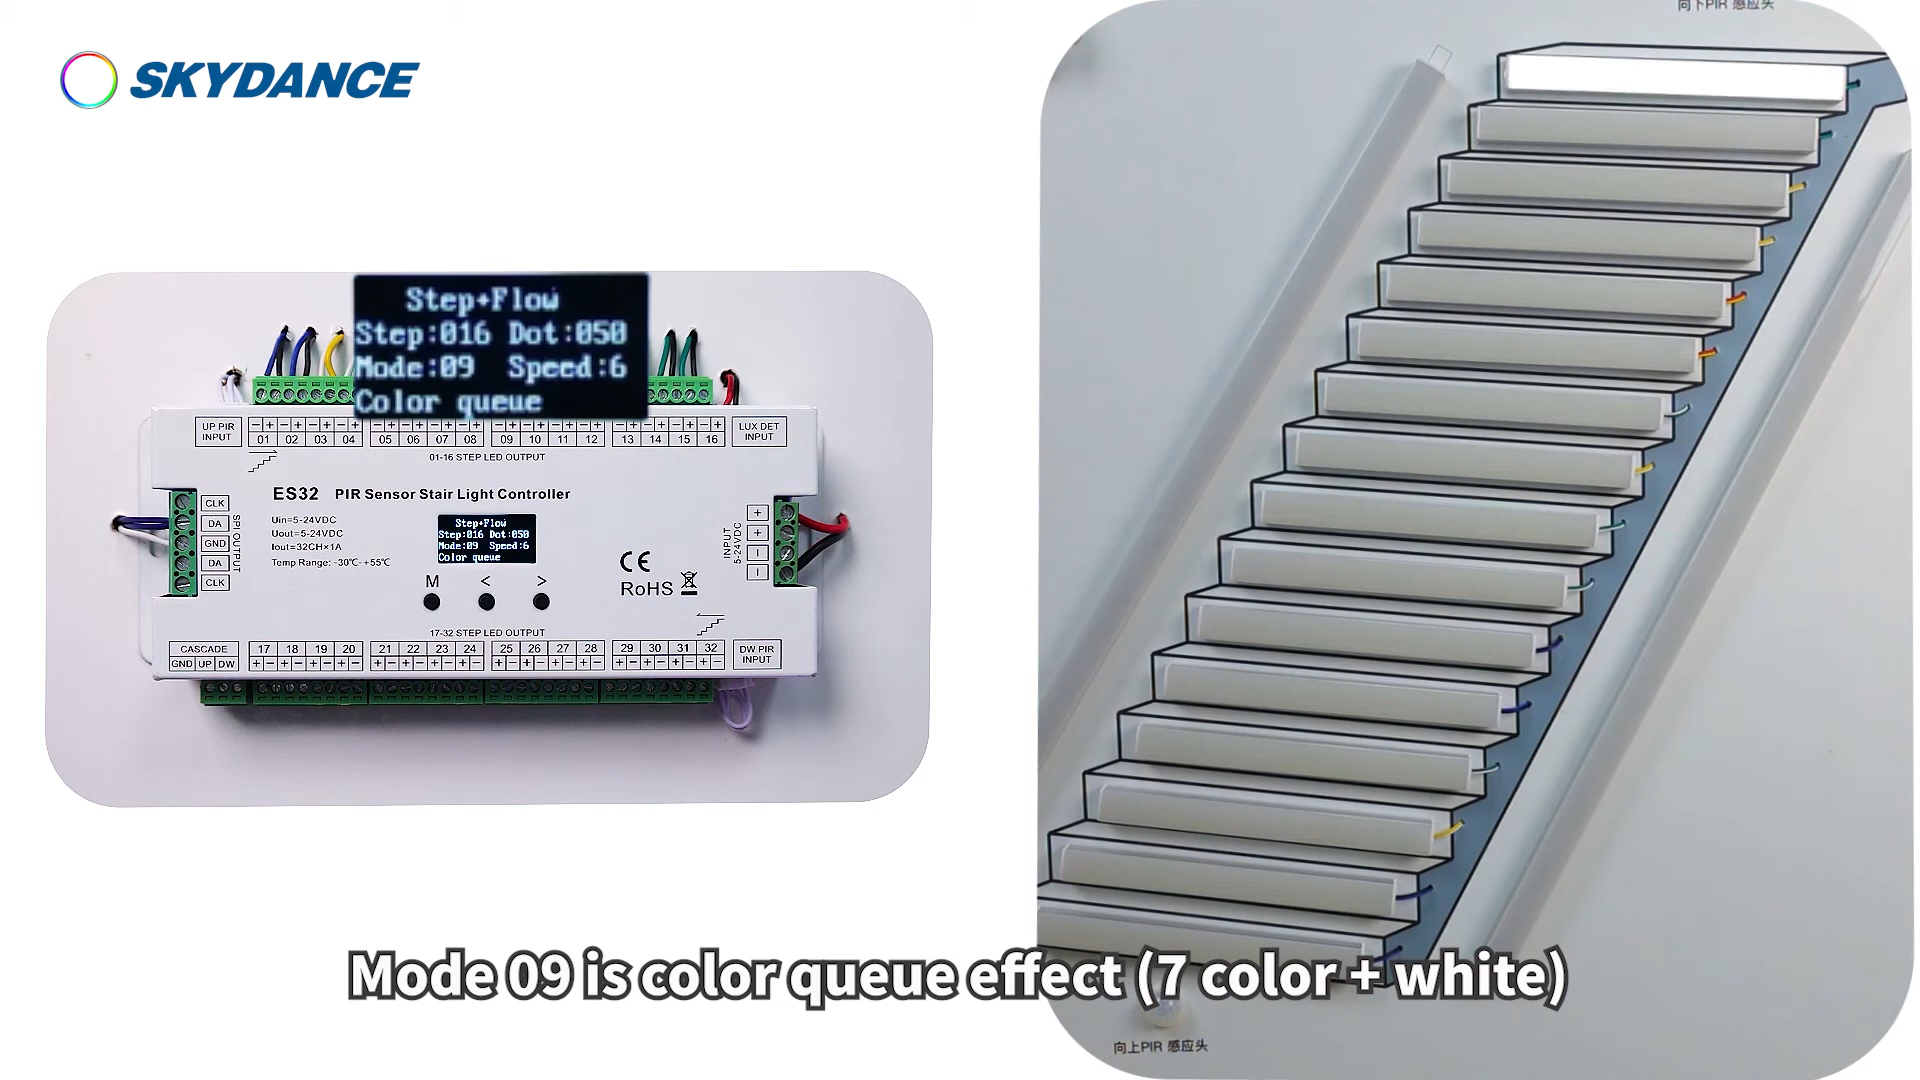 SKYDANCE
向下PIR 感应头
Step+Flow
Step:016 Dot:050
Mode:09 Speed:6
Color queue
UP PIR INPUT
- + - + - + - + - + - + - + - + - + - + - + - + - + - + - + - +
01 02 03 04 05 06 07 08 09 10 11 12 13 14 15 16
LUX DET INPUT
01-16 STEP LED OUTPUT
ES32 PIR Sensor Stair Light Controller
Uin=5-24VDC
Uout=5-24VDC
Iout=32CH×1A
Temp Range: -30℃-+55℃
CLK
DA
GND
DA
CLK
SPI OUTPUT
Step+Flow
Step:016 Dot:050
Mode:09 Speed:6
Color queue
M < >
CE
RoHS
INPUT
5-24VDC
+
+
-
-
17-32 STEP LED OUTPUT
CASCADE
GND UP DW
17 18 19 20 21 22 23 24 25 26 27 28 29 30 31 32
+ - + - + - + - + - + - + - + - + - + - + - + - + - + - + - + -
DW PIR INPUT
Mode 09 is color queue effect (7 color + white)
向上PIR 感应头